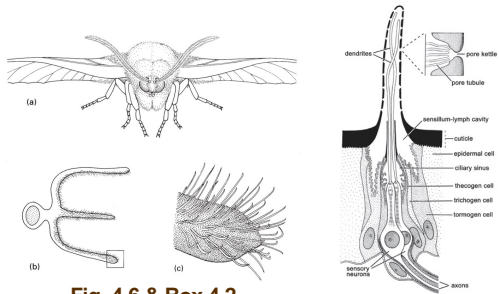 (a)
(b)
(c)
Fig. 4.6 & Box 4.2
dendrites
pore kettle
pore tubule
sensillum-lymph cavity
cuticle
epidermal cell
ciliary sinus
thecogen cell
trichogen cell
tormogen cell
sensory
neurons
axons